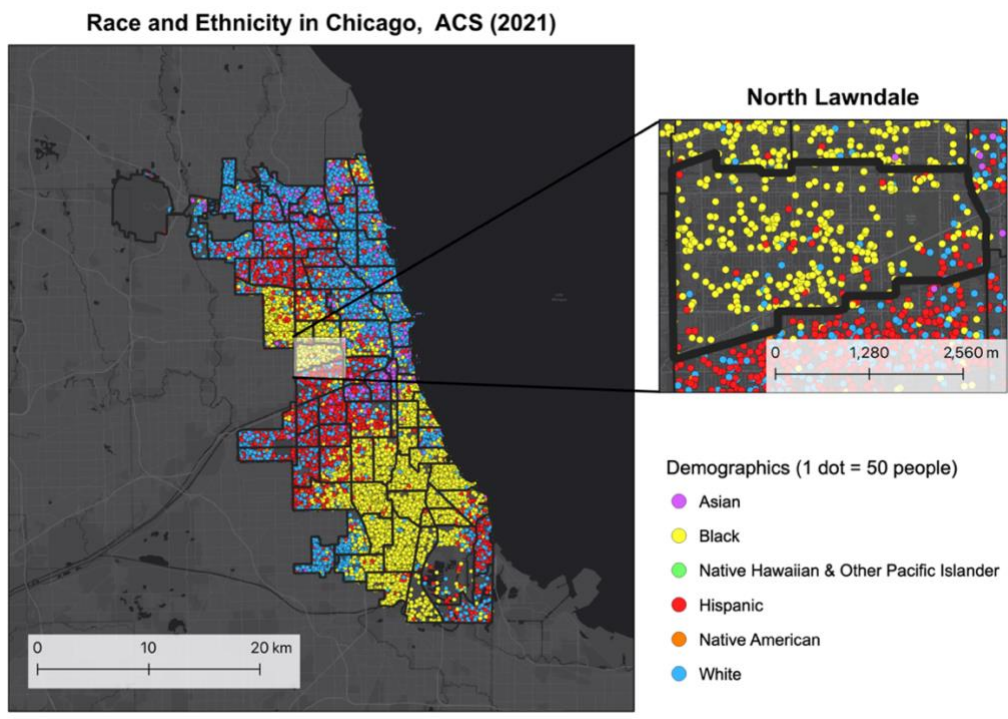 Race and Ethnicity in Chicago, ACS (2021)
North Lawndale
0 1,280 2,560 m
Demographics (1 dot = 50 people)
Asian
Black
Native Hawaiian & Other Pacific Islander
Hispanic
Native American
White
0 10 20 km